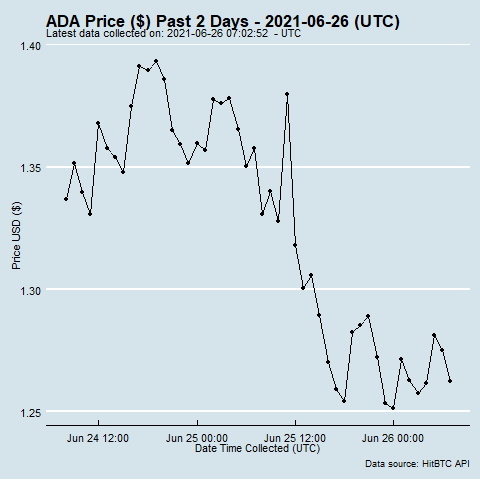 ADA Price ($) Past 2 Days - 2021-06-26 (UTC)
Latest data collected on: 2021-06-26 07:02:52 - UTC
1.40
1.35
1.30
1.25
Price USD ($)
Jun 24 12:00
Jun 25 00:00
Jun 25 12:00
Jun 26 00:00
Date Time Collected (UTC)
Data source: HitBTC API